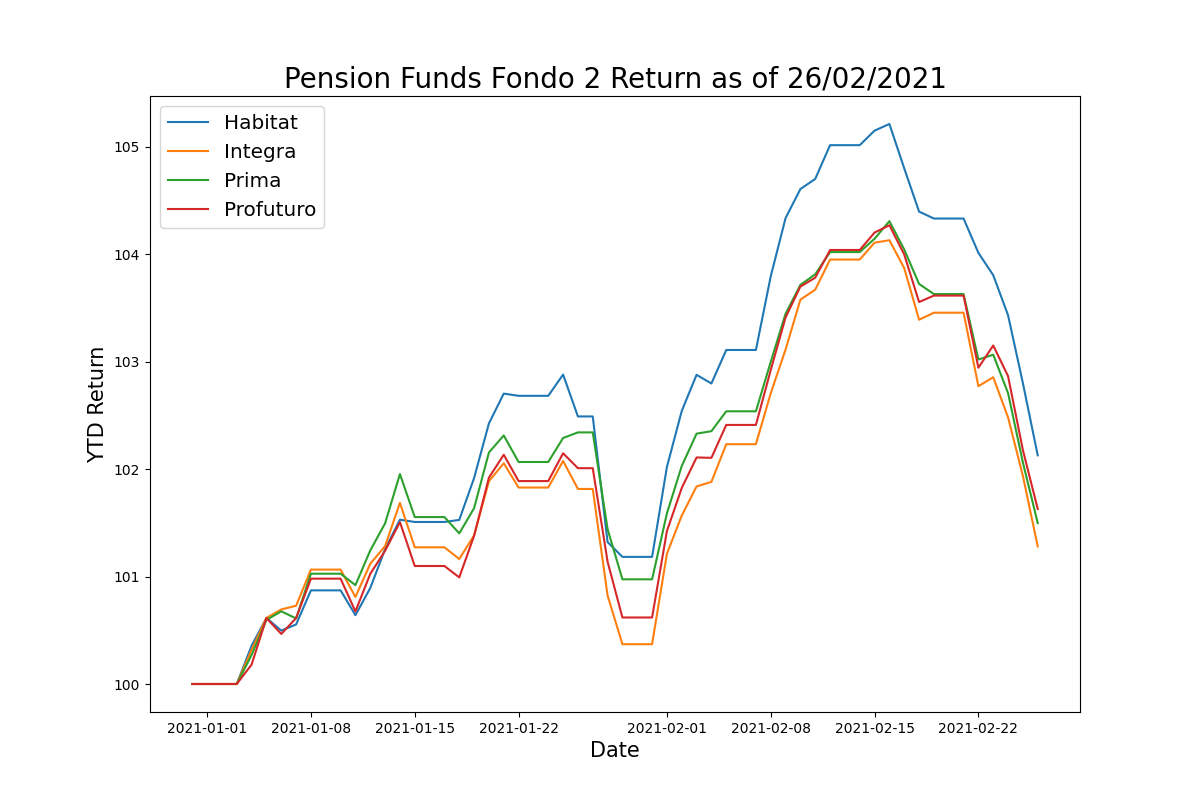 Pension Funds Fondo 2 Return as of 26/02/2021
Habitat
Integra
Prima
Profuturo
YTD Return
105
104
103
102
101
100
2021-01-01 2021-01-08 2021-01-15 2021-01-22 2021-02-01 2021-02-08 2021-02-15 2021-02-22
Date